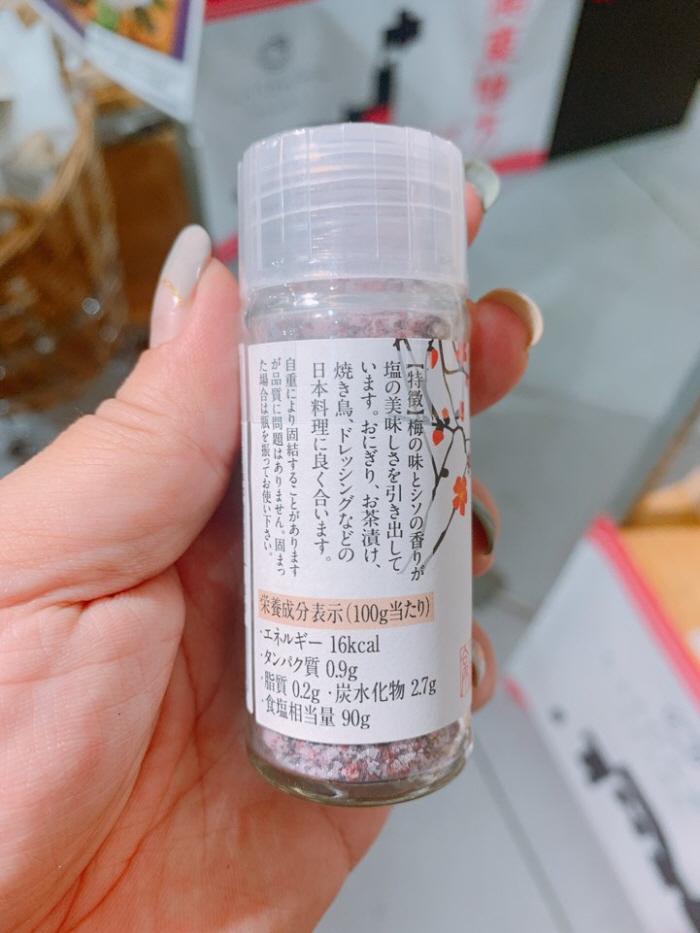 【特徴】梅の味とシソの香りが
塩の美味しさを引き出して
います。おにぎり、お茶漬け、
焼き鳥、ドレッシングなどの
日本料理に良く合います。
自重により固結することがあります
が品質に問題はありません。固まっ
た場合は瓶を振ってお使い下さい。
栄養成分表示(100g当たり)
・エネルギー 16kcal
・タンパク質 0.9g
・脂質 0.2g ・炭水化物 2.7g
・食塩相当量 90g